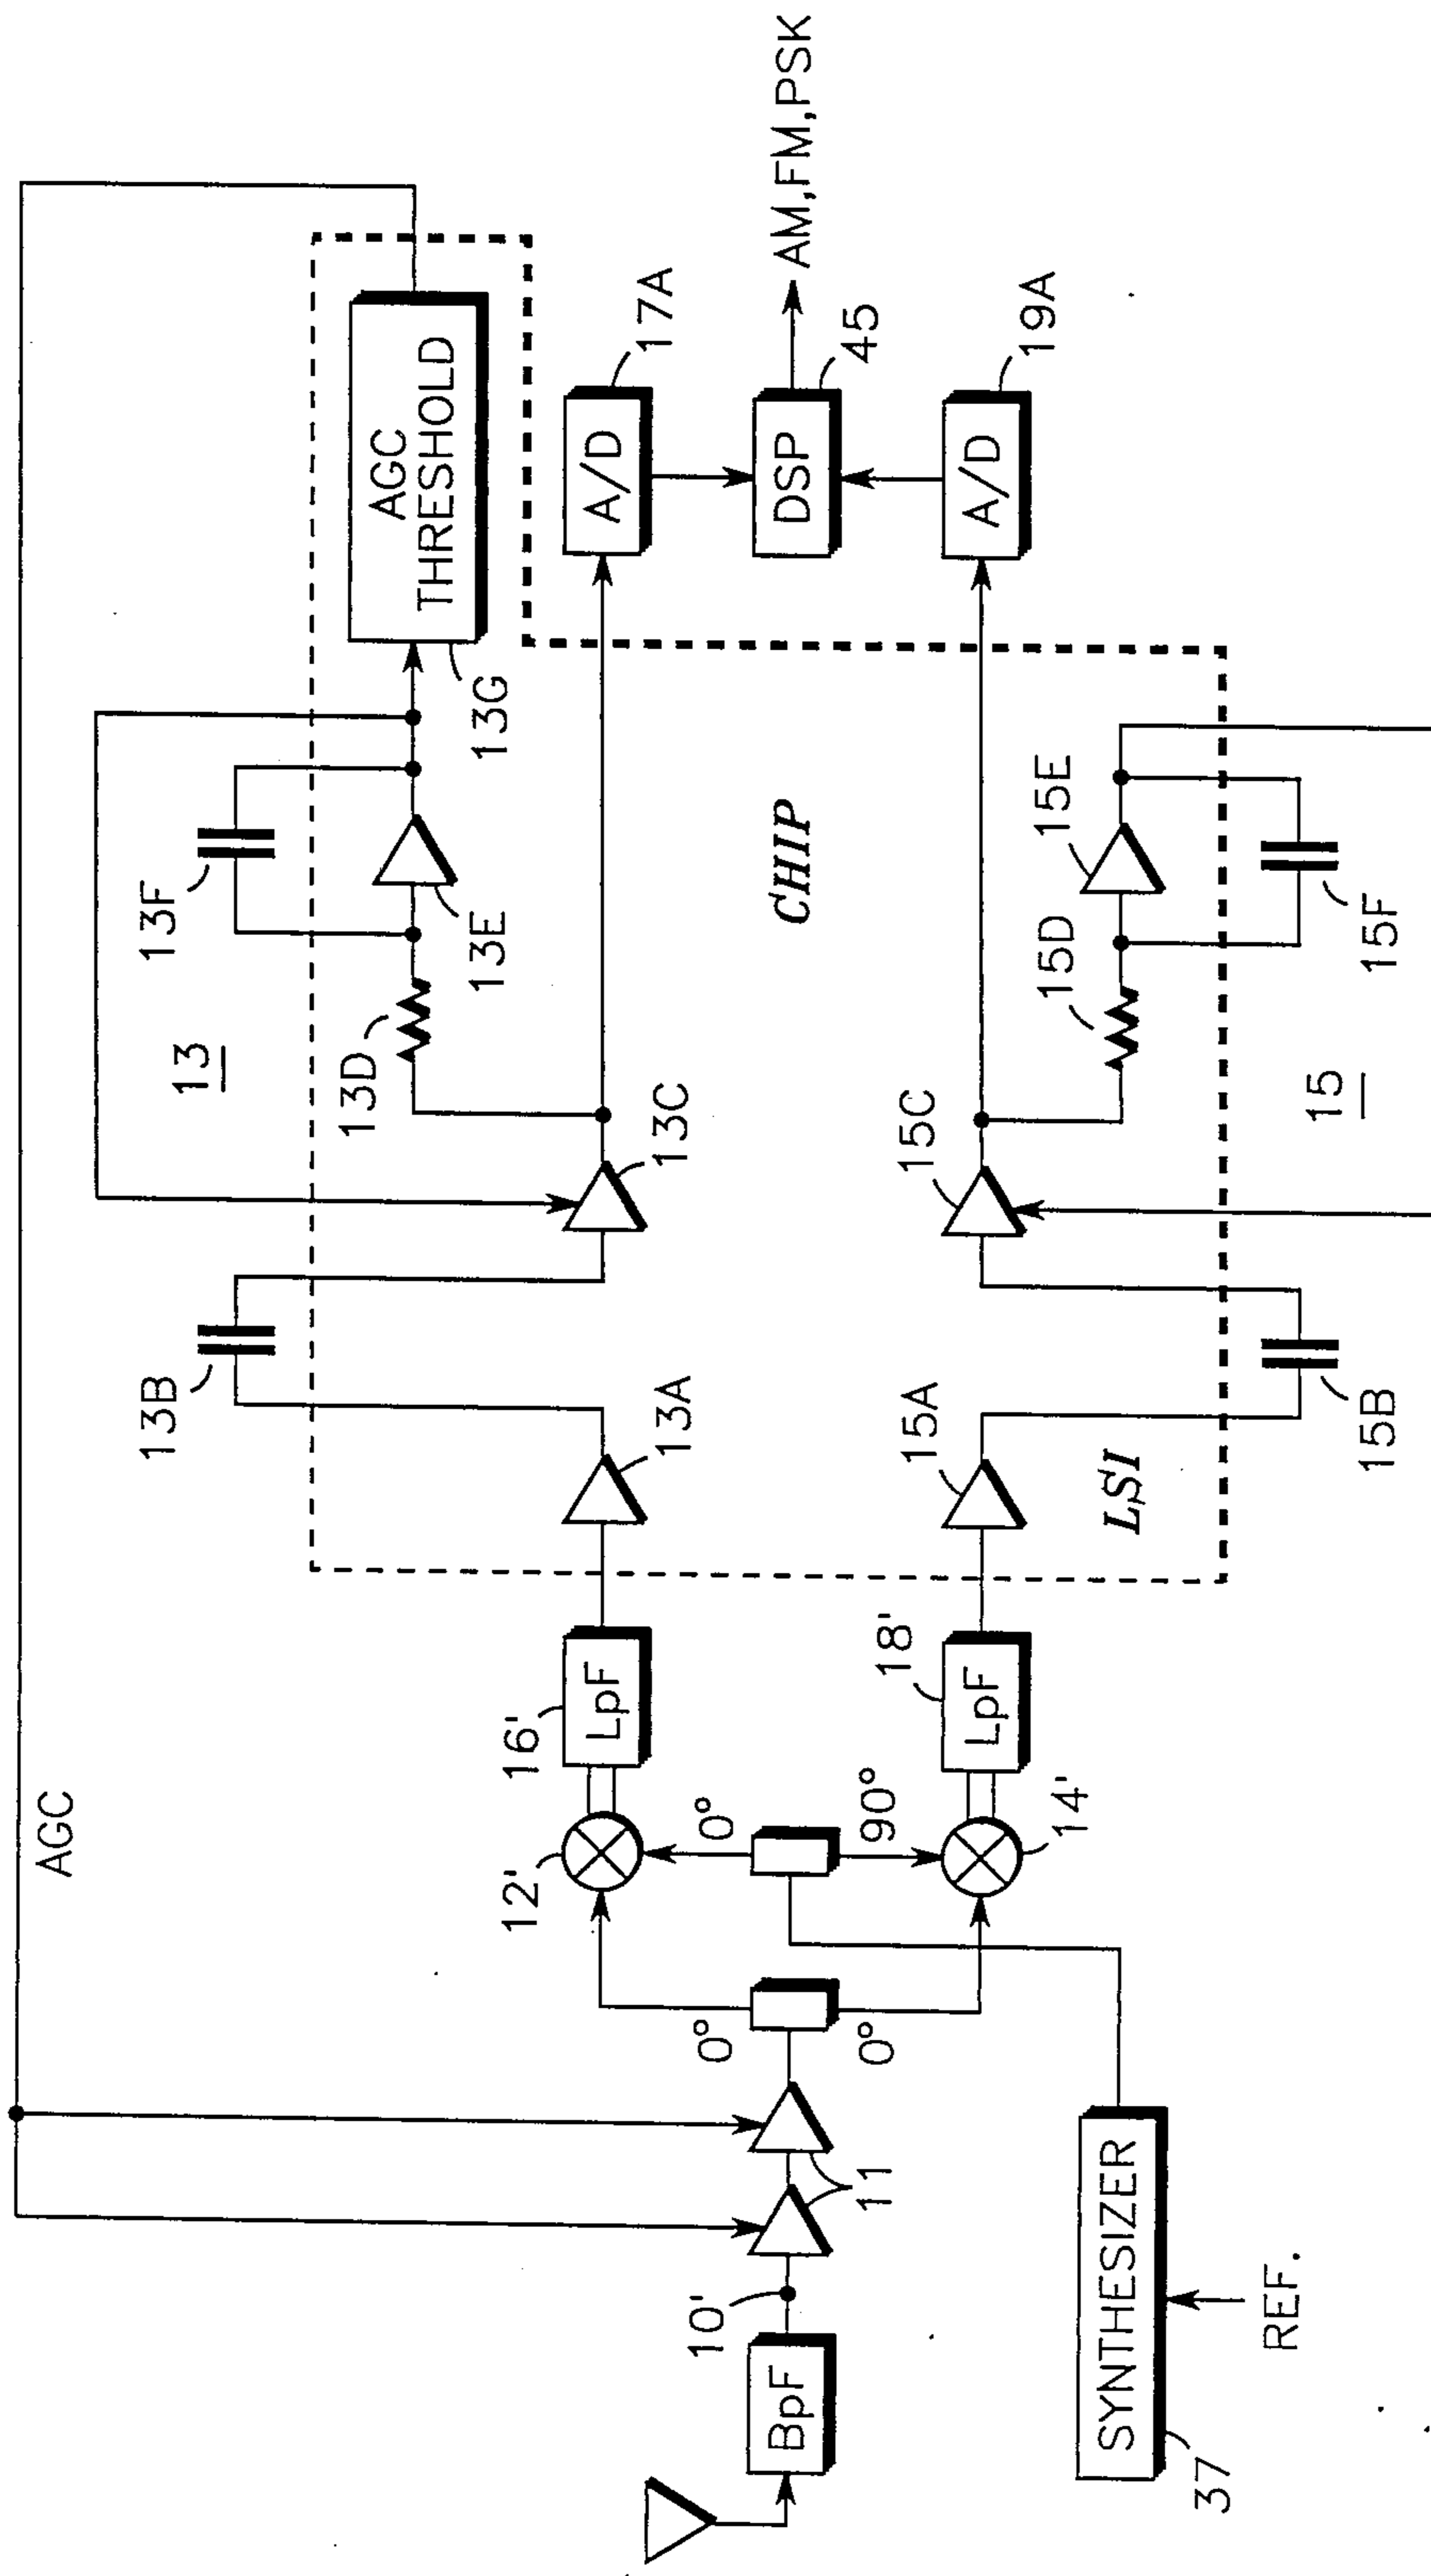 AGC
13B
13F
13
13D
13E
13G
AGC
THRESHOLD
12'
16'
13A
13C
17A
LpF
A/D
10'
0°
0°
BpF
11
0°
90°
CHIP
DSP
45
AM,FM,PSK
18'
15A
15C
LpF
A/D
19A
14'
SYNTHESIZER
37
REF.
LSI
15D
15E
15B
15
15F